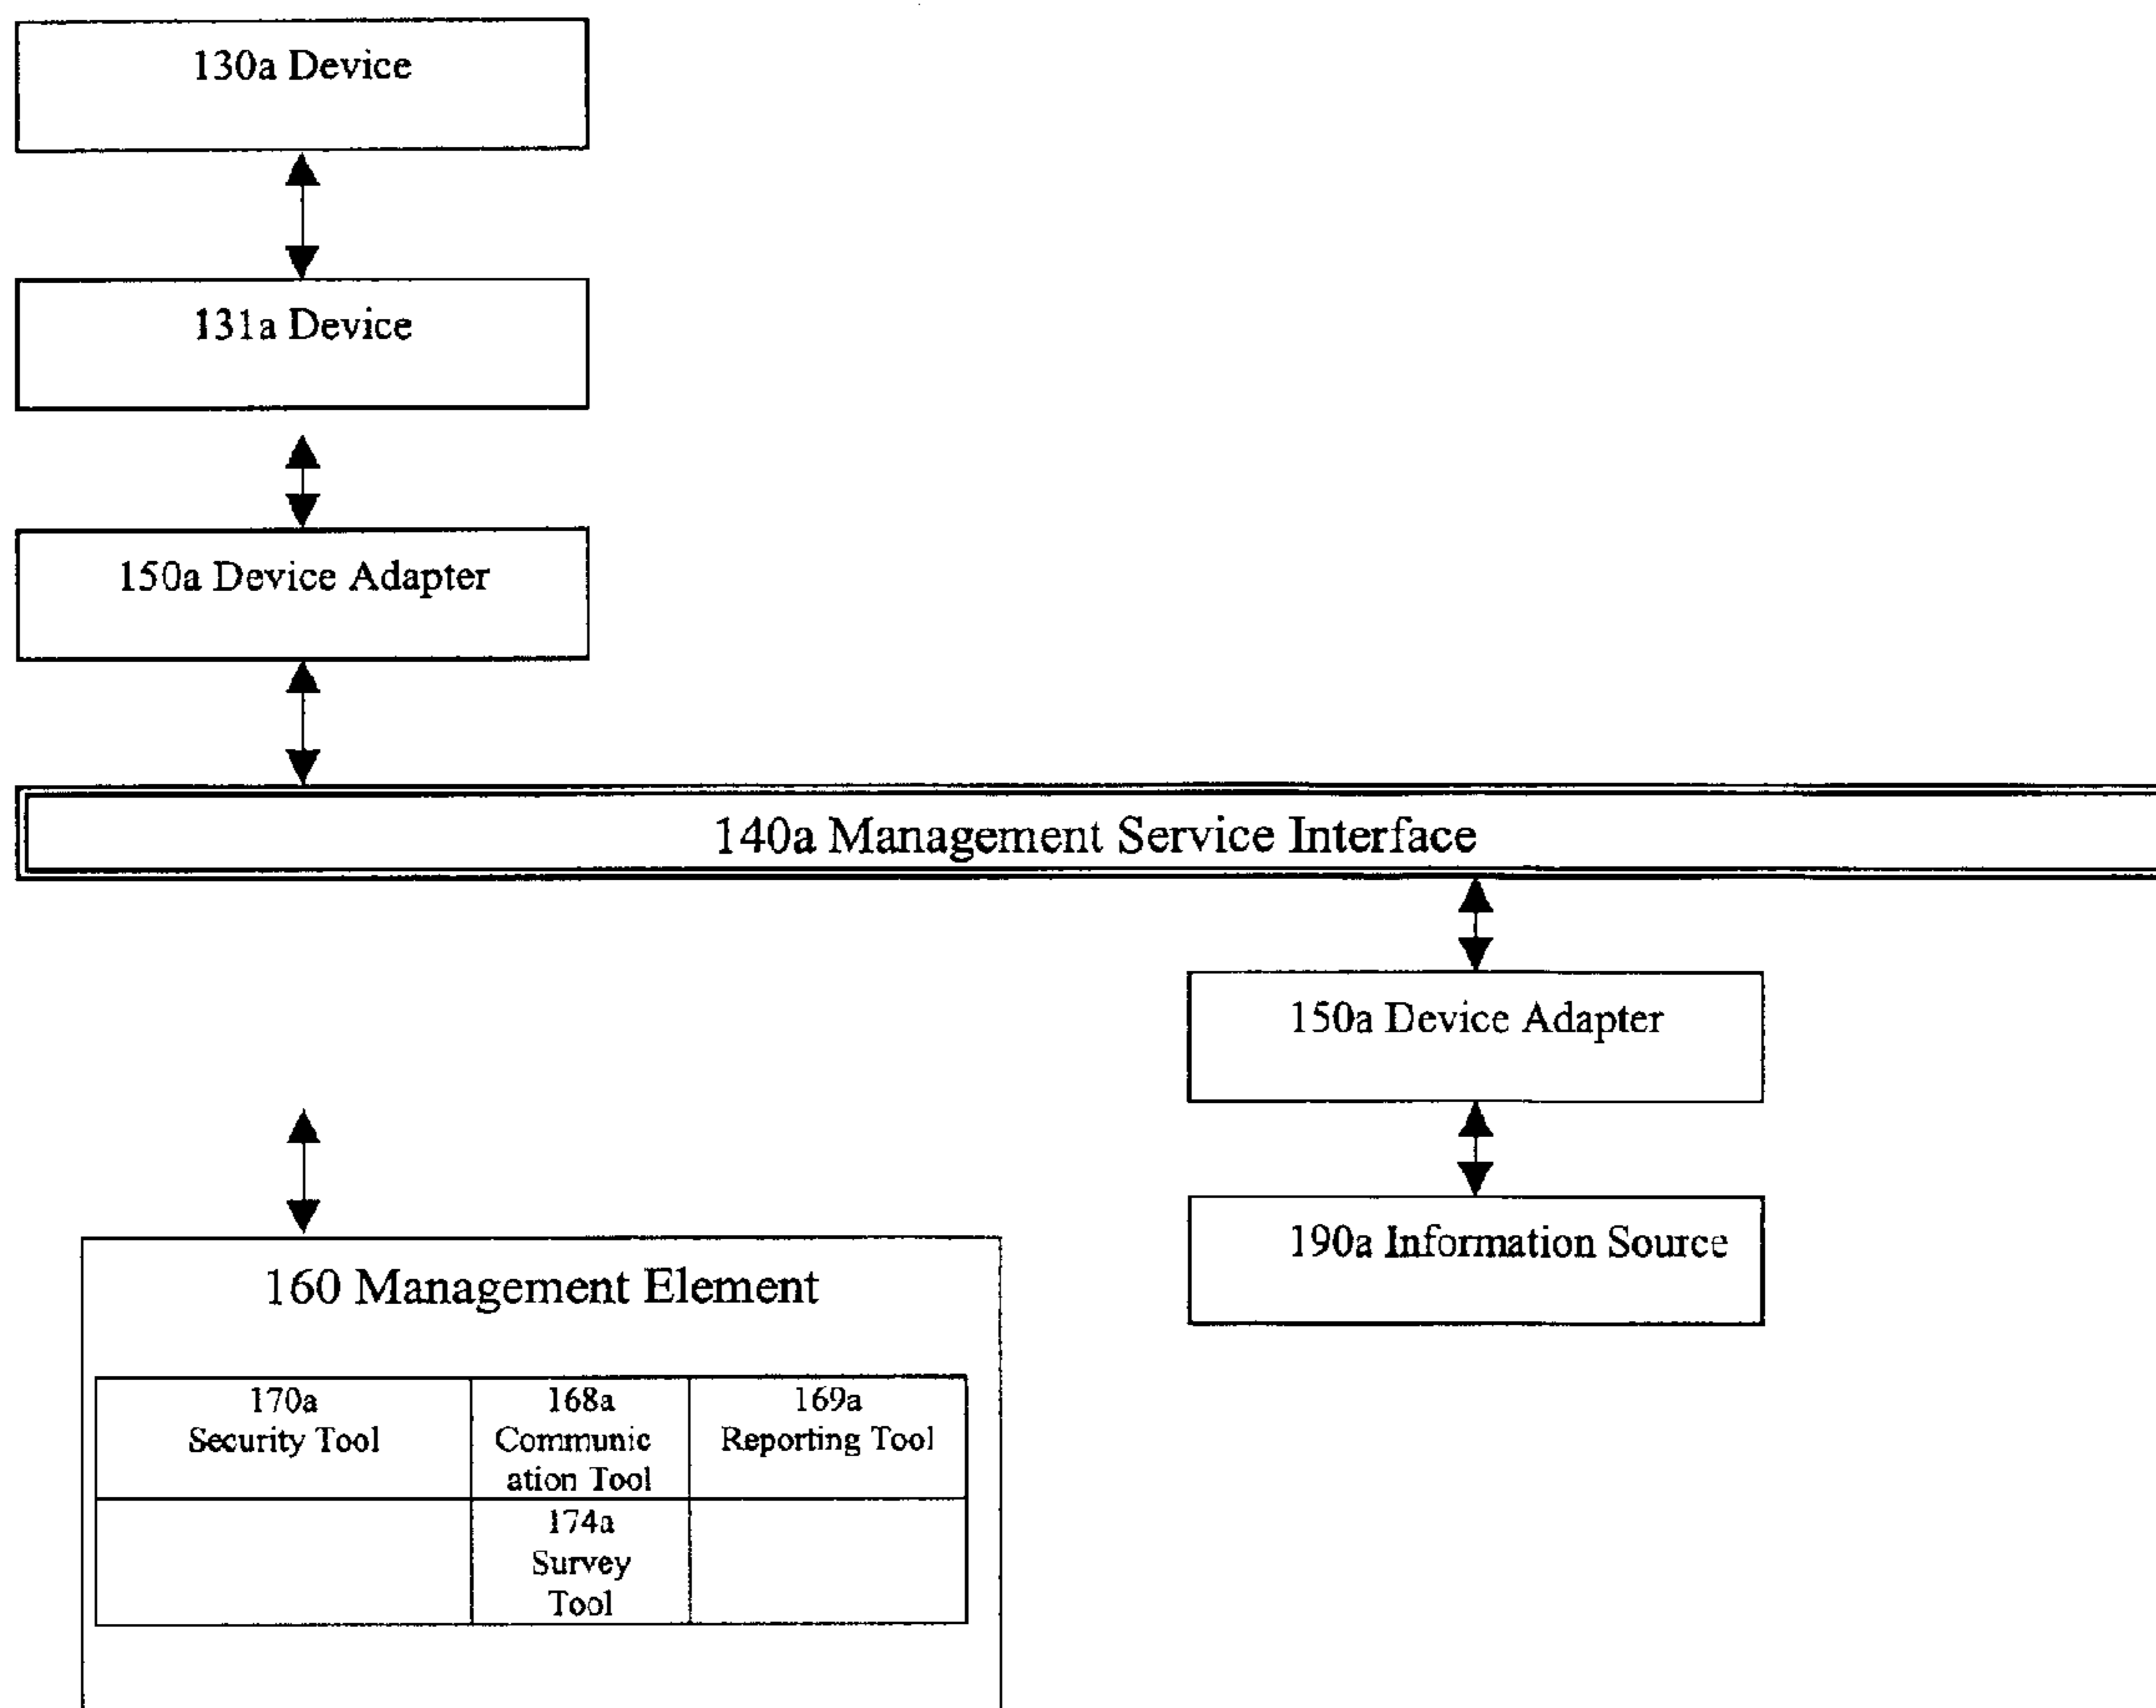 130a Device
131a Device
150a Device Adapter
140a Management Service Interface
150a Device Adapter
190a Information Source
160 Management Element
170a
Security Tool
168a
Communic
ation Tool
169a
Reporting Tool
174a
Survey
Tool